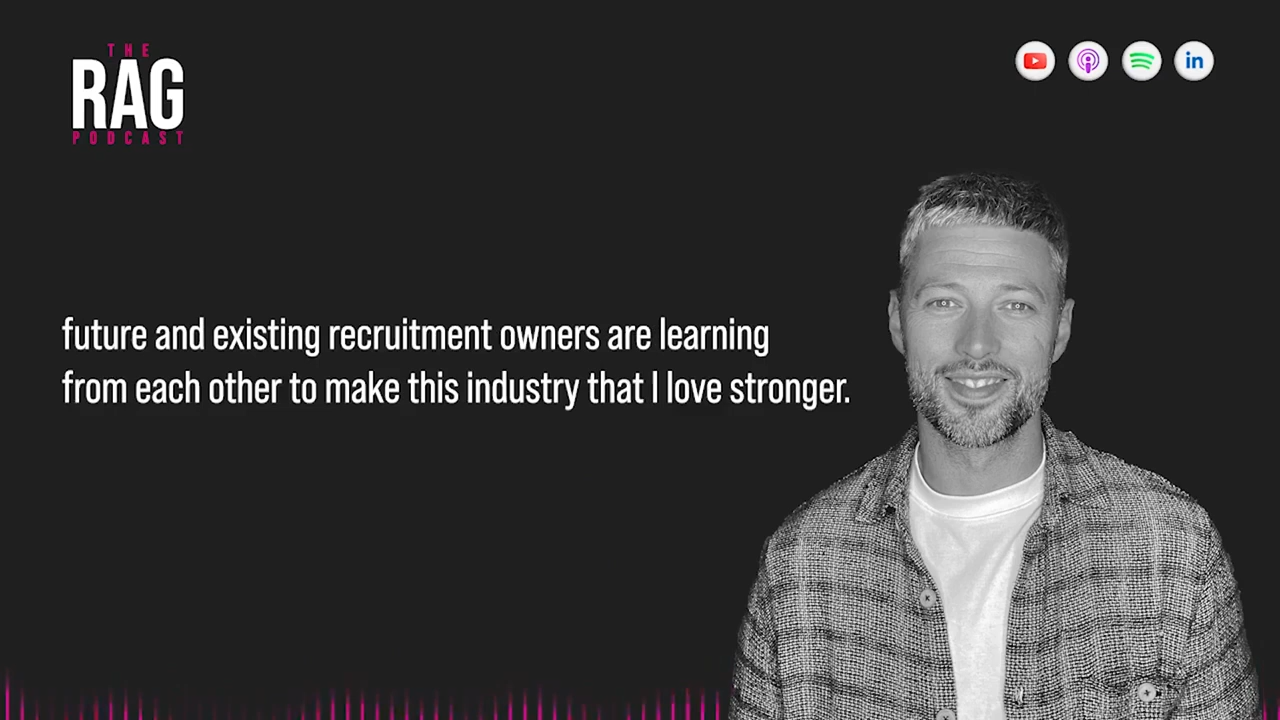 THE
RAG
PODCAST
in
future and existing recruitment owners are learning
from each other to make this industry that I love stronger.